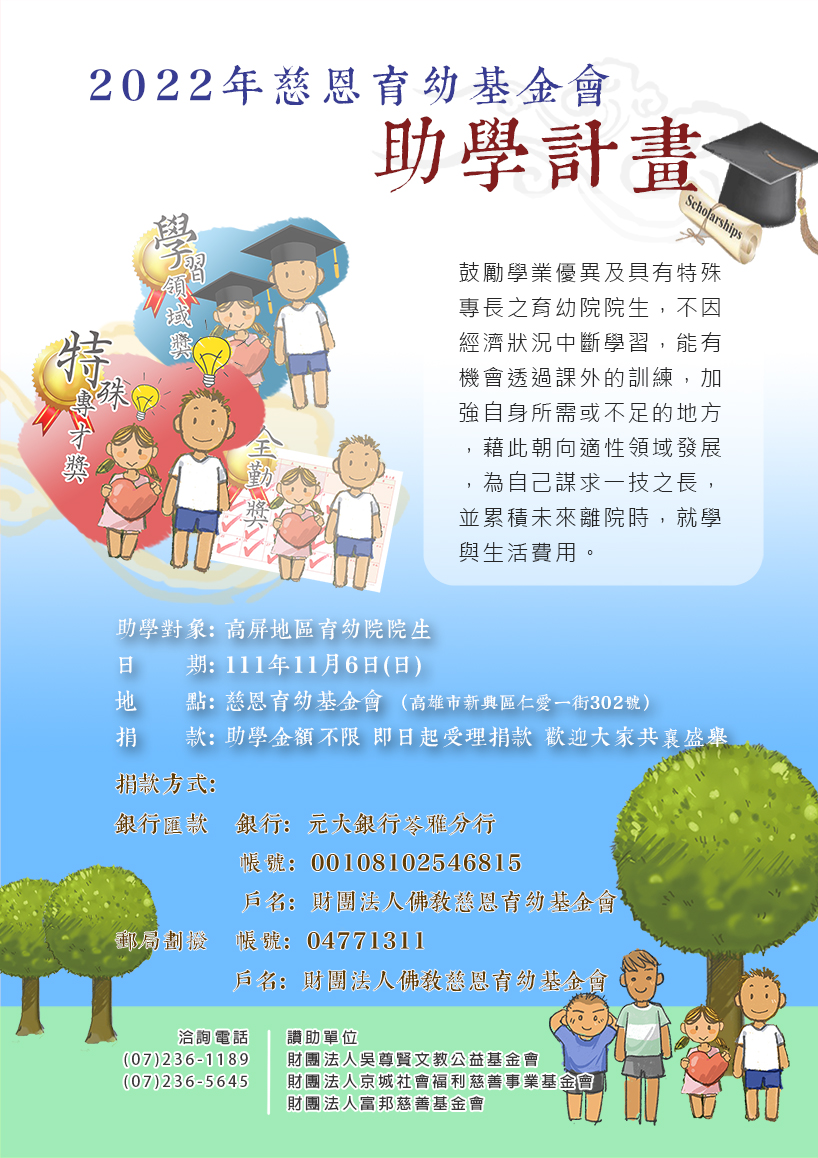 2022年慈恩育幼基金會
助學計畫
Scholarships
學習領域獎
特殊專才獎
全勤獎
鼓勵學業優異及具有特殊
專長之育幼院院生，不因
經濟狀況中斷學習，能有
機會透過課外的訓練，加
強自身所需或不足的地方
，藉此朝向適性領域發展
，為自己謀求一技之長，
並累積未來離院時，就學
與生活費用。
助學對象: 高屏地區育幼院院生
日　　期: 111年11月6日(日)
地　　點: 慈恩育幼基金會 （高雄市新興區仁愛一街302號）
捐　　款: 助學金額不限 即日起受理捐款 歡迎大家共襄盛舉
捐款方式:
銀行匯款　銀行: 元大銀行苓雅分行
帳號: 00108102546815
戶名: 財團法人佛教慈恩育幼基金會
郵局劃撥　帳號: 04771311
戶名: 財團法人佛教慈恩育幼基金會
洽詢電話
(07)236-1189
(07)236-5645
讚助單位
財團法人吳尊賢文教公益基金會
財團法人京城社會福利慈善事業基金會
財團法人富邦慈善基金會